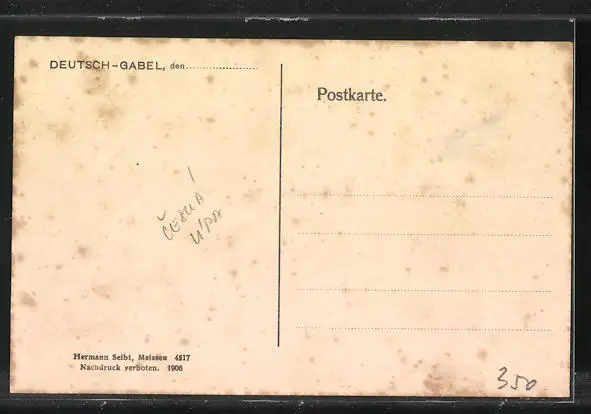 DEUTSCH-GABEL, den......................
Postkarte.
ČESKÁ
LÍPA
Hermann Seibt, Meissen 4817
Nachdruck verboten. 1906
350